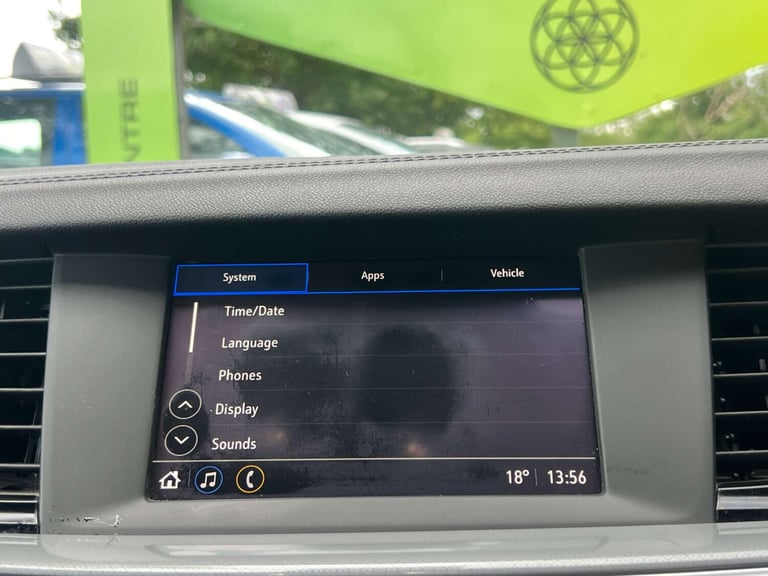 NTRE
System
Apps
Vehicle
Time/Date
Language
Phones
Display
Sounds
18° 13:56